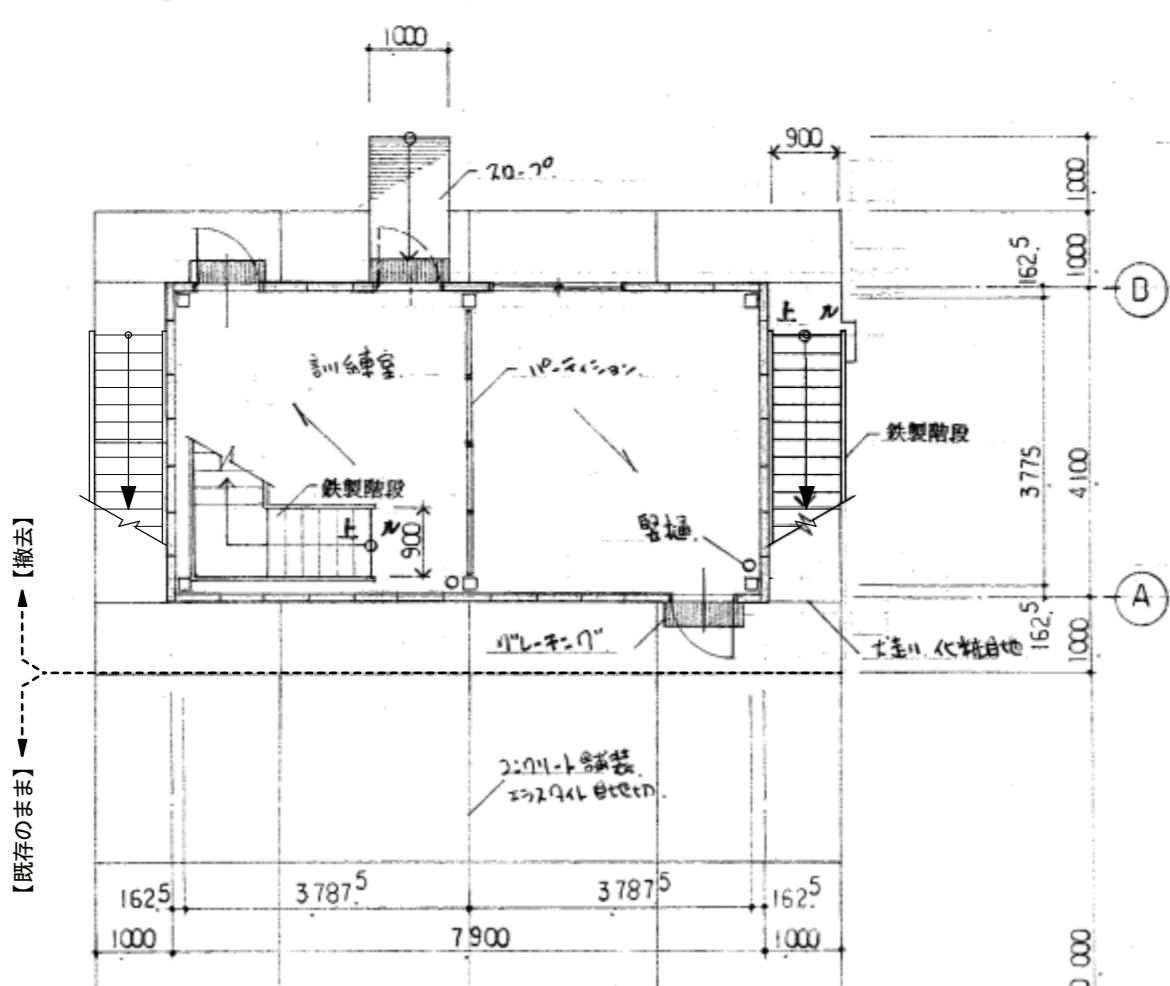 1000
スロープ
900
1000
1000
162.5
B
上ル
訓練室
パーティション
鉄製階段
鉄製階段
上ル
900
竪樋
3775
4100
【撤去】
A
162.5
1000
グレーチング
犬走り 化粧目地
コンクリート舗装
エラスタイト目地切
【既存のまま】
162.5
3787.5
3787.5
162.5
1000
7900
1000